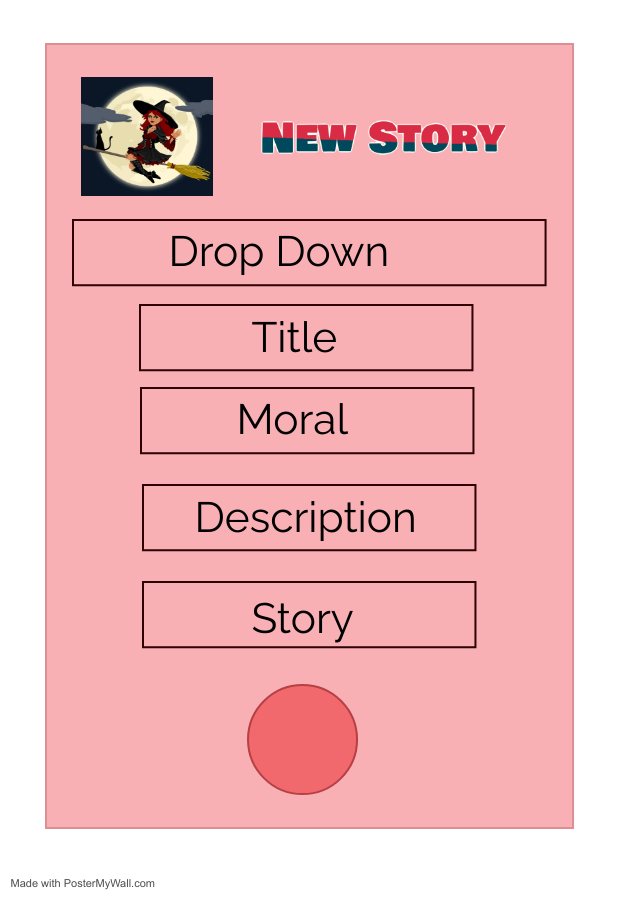 New Story
Drop Down
Title
Moral
Description
Story
Made with PosterMyWall.com